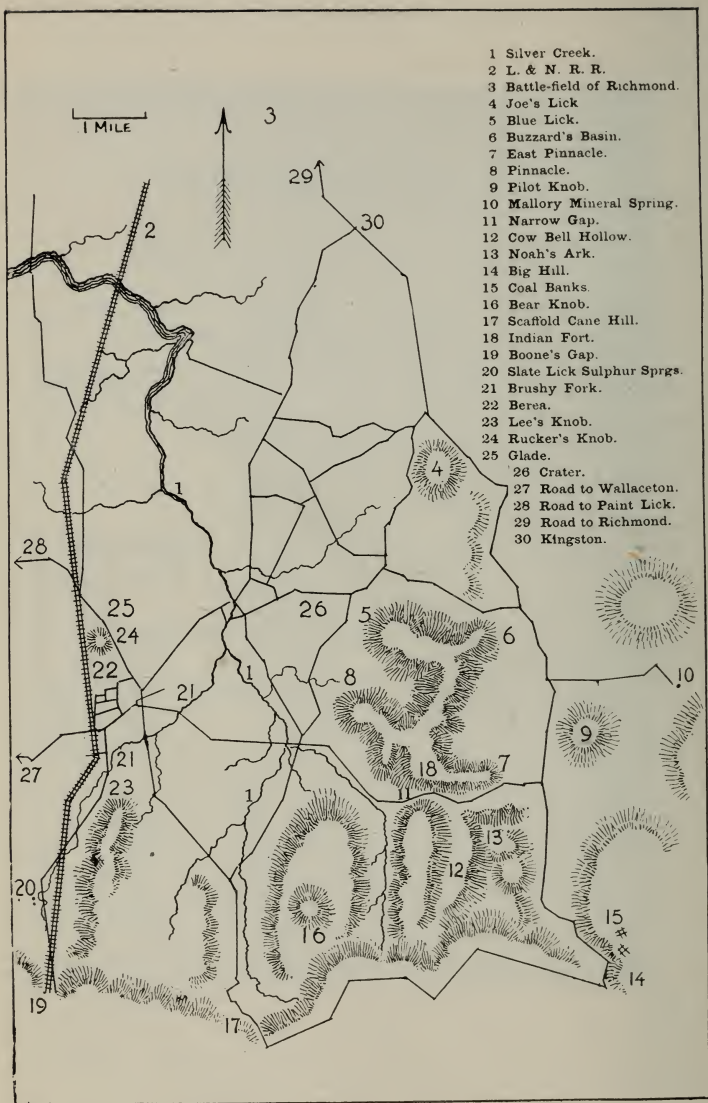 1 Silver Creek.
2 L. & N. R. R.
3 Battle-field of Richmond.
4 Joe's Lick
5 Blue Lick.
6 Buzzard's Basin.
7 East Pinnacle.
8 Pinnacle.
9 Pilot Knob.
10 Mallory Mineral Spring.
11 Narrow Gap.
12 Cow Bell Hollow.
13 Noah's Ark.
14 Big Hill.
15 Coal Banks.
16 Bear Knob.
17 Scaffold Cane Hill.
18 Indian Fort.
19 Boone's Gap.
20 Slate Lick Sulphur Sprgs.
21 Brushy Fork.
22 Berea.
23 Lee's Knob.
24 Rucker's Knob.
25 Glade.
26 Crater.
27 Road to Wallaceton.
28 Road to Paint Lick.
29 Road to Richmond.
30 Kingston.
1 MILE
3
29
30
2
4
1
28
25
26
5
6
24
22
21
1
8
10
27
21
9
18
7
23
11
1
13
12
20
16
15
14
19
17